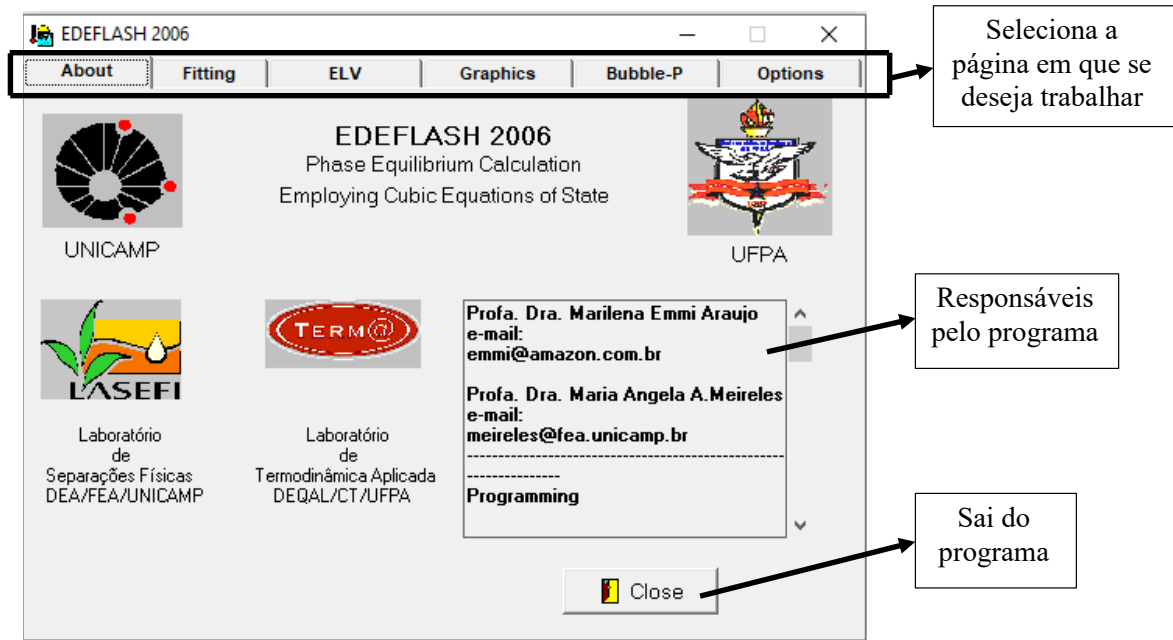 EDEFLASH 2006
About Fitting ELV Graphics Bubble-P Options
Seleciona a
página em que se
deseja trabalhar
EDEFLASH 2006
Phase Equilibrium Calculation
Employing Cubic Equations of State
UNICAMP
UFPA
LASEFI
TERM@
Laboratório
de
Separações Físicas
DEA/FEA/UNICAMP
Laboratório
de
Termodinâmica Aplicada
DEQAL/CT/UFPA
Profa. Dra. Marilena Emmi Araujo
e-mail:
emmi@amazon.com.br
Profa. Dra. Maria Angela A.Meireles
e-mail:
meireles@fea.unicamp.br
-----------------------------------------------------
---------------
Programming
Responsáveis
pelo programa
Close
Sai do
programa